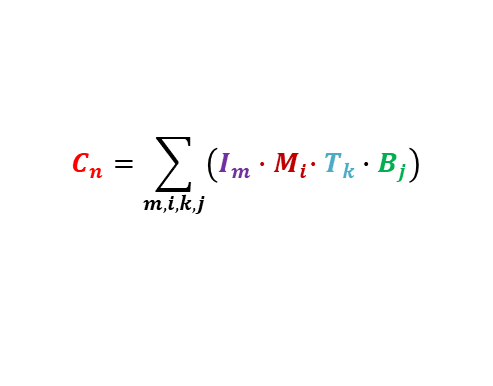 C_n = ∑ (I_m · M_i · T_k · B_j)
m,i,k,j